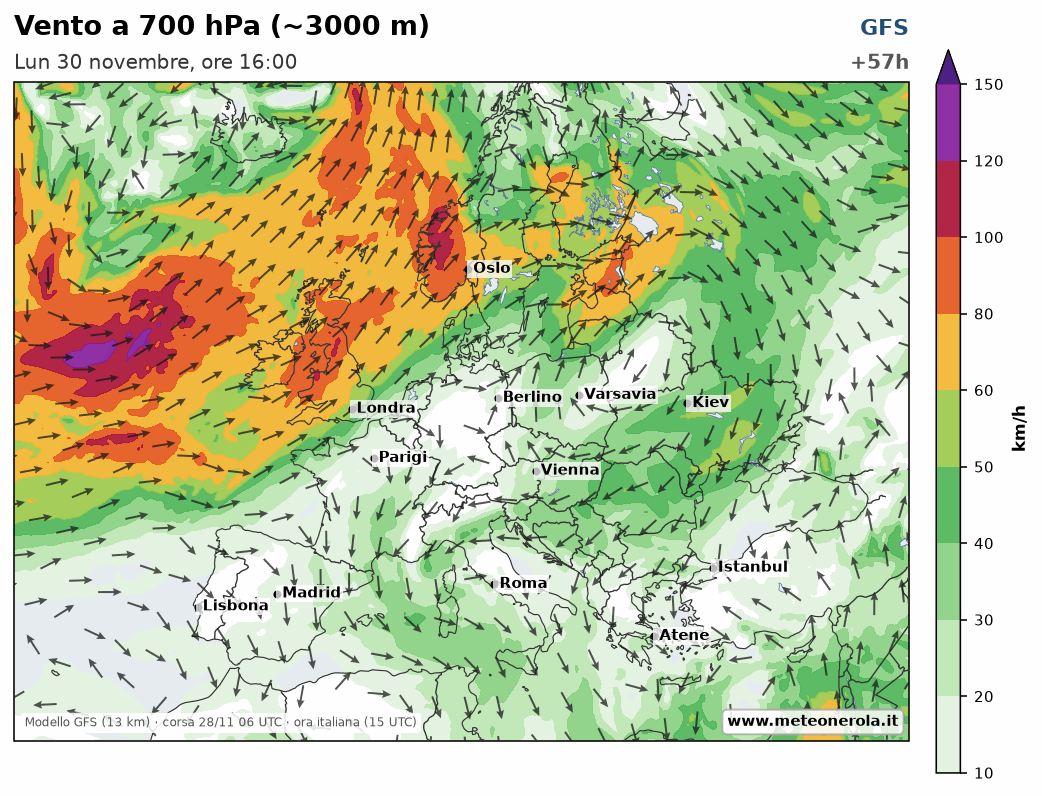 Vento a 700 hPa (~3000 m)
GFS
Lun 30 novembre, ore 16:00
+57h
150
120
100
80
60
50
40
30
20
10
km/h
Oslo
Londra
Berlino
Varsavia
Kiev
Parigi
Vienna
Istanbul
Roma
Madrid
Lisbona
Atene
Modello GFS (13 km) · corsa 28/11 06 UTC · ora italiana (15 UTC)
www.meteonerola.it